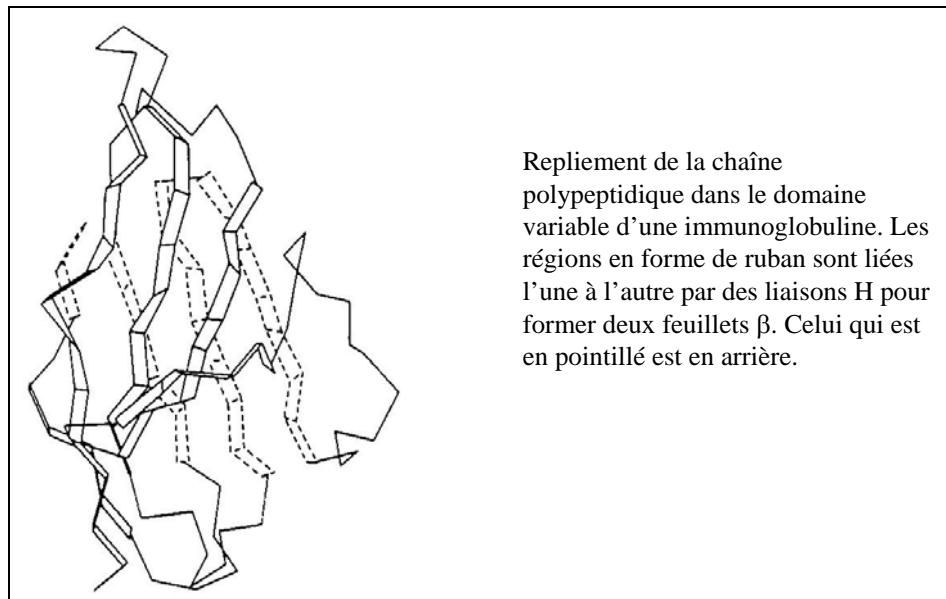 Repliement de la chaîne
polypeptidique dans le domaine
variable d'une immunoglobuline. Les
régions en forme de ruban sont liées
l'une à l'autre par des liaisons H pour
former deux feuillets β. Celui qui est
en pointillé est en arrière.